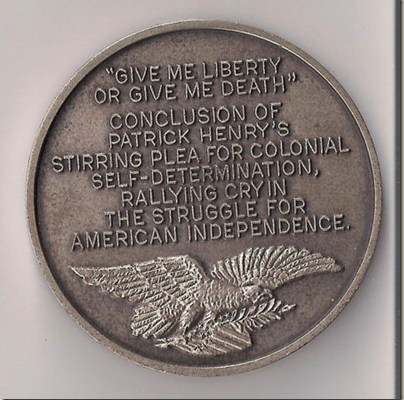 "GIVE ME LIBERTY
OR GIVE ME DEATH"
CONCLUSION OF
PATRICK HENRY'S
STIRRING PLEA FOR COLONIAL
SELF-DETERMINATION,
RALLYING CRY IN
THE STRUGGLE FOR
AMERICAN INDEPENDENCE.